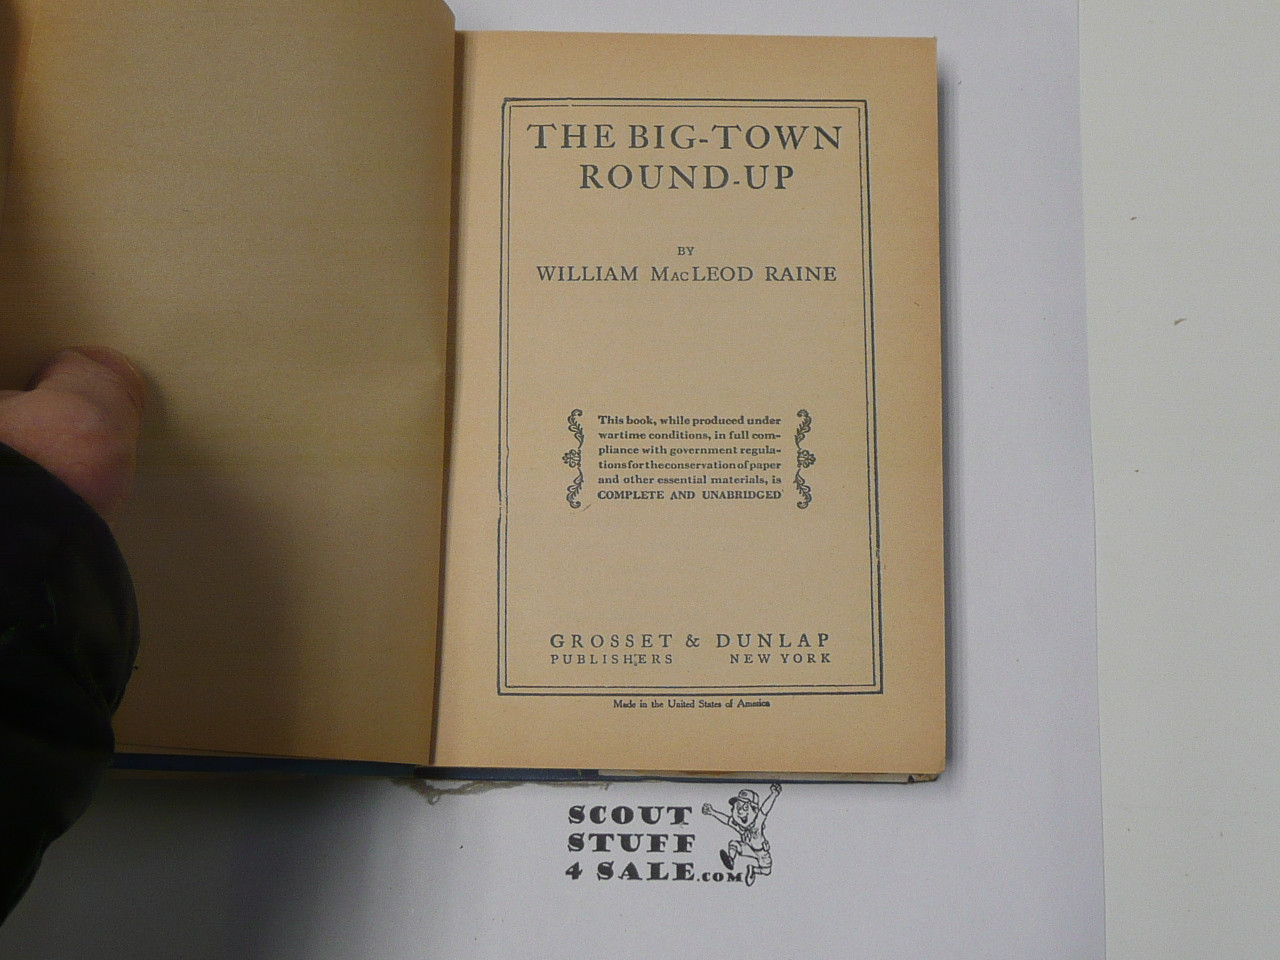 THE BIG-TOWN
ROUND-UP
BY
WILLIAM MacLEOD RAINE
This book, while produced under
wartime conditions, in full com-
pliance with government regula-
tions for the conservation of paper
and other essential materials, is
COMPLETE AND UNABRIDGED
GROSSET & DUNLAP
PUBLISHERS NEW YORK
Made in the United States of America
SCOUT
STUFF
4 SALE.COM